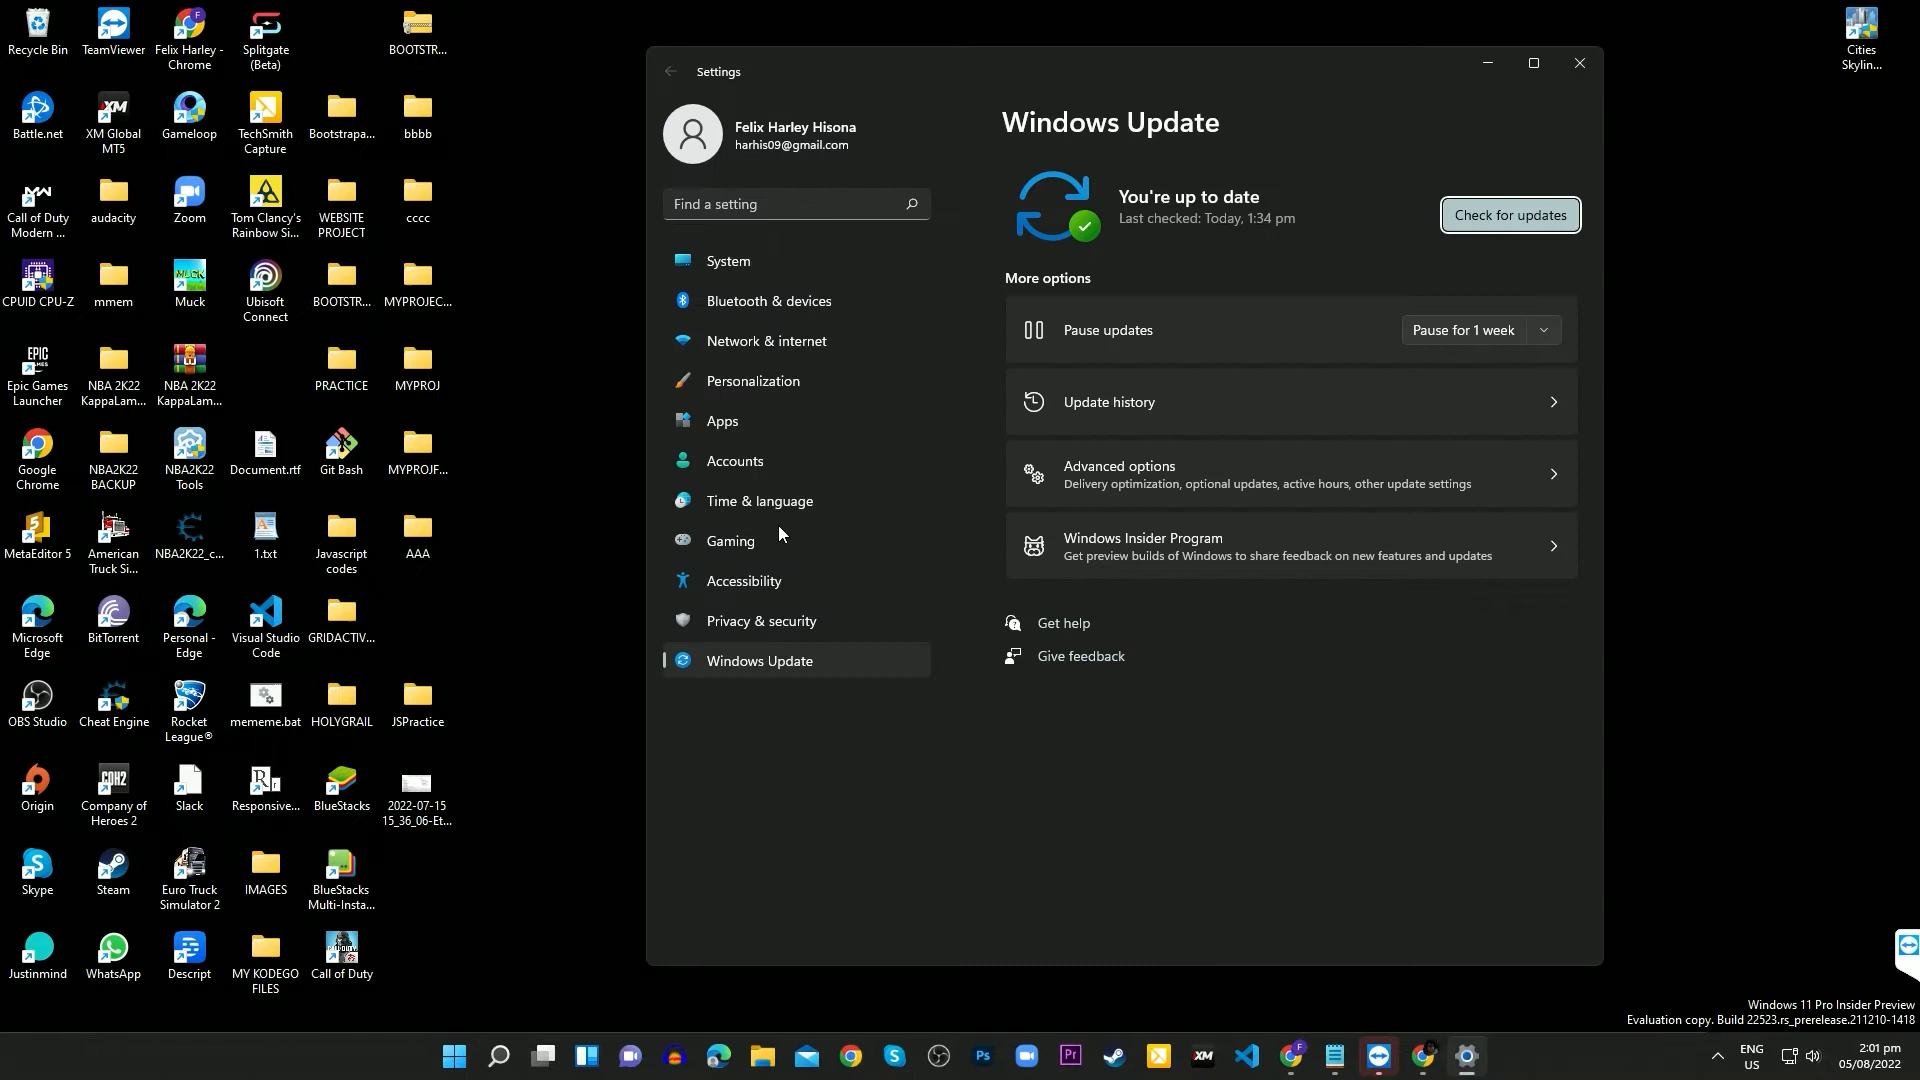 Recycle Bin
TeamViewer
Felix Harley -
Chrome
Splitgate
(Beta)
BOOTSTR...
Battle.net
XM Global
MT5
Gameloop
TechSmith
Capture
Bootstrapa...
bbbb
Call of Duty
Modern ...
audacity
Zoom
Tom Clancy's
Rainbow Si...
WEBSITE
PROJECT
cccc
CPUID CPU-Z
mmem
Muck
Ubisoft
Connect
BOOTSTR...
MYPROJEC...
Epic Games
Launcher
NBA 2K22
KappaLam...
NBA 2K22
KappaLam...
PRACTICE
MYPROJ
Google
Chrome
NBA2K22
BACKUP
NBA2K22
Tools
Document.rtf
Git Bash
MYPROJF...
MetaEditor 5
American
Truck Si...
NBA2K22_c...
1.txt
Javascript
codes
AAA
Microsoft
Edge
BitTorrent
Personal -
Edge
Visual Studio
Code
GRIDACTIV...
OBS Studio
Cheat Engine
Rocket
League®
mememe.bat
HOLYGRAIL
JSPractice
Origin
Company of
Heroes 2
Slack
Responsive...
BlueStacks
2022-07-15
15_36_06-Et...
Skype
Steam
Euro Truck
Simulator 2
IMAGES
BlueStacks
Multi-Insta...
Justinmind
WhatsApp
Descript
MY KODEGO
FILES
Call of Duty
Cities
Skylin...
Settings
Felix Harley Hisona
harhis09@gmail.com
Find a setting
System
Bluetooth & devices
Network & internet
Personalization
Apps
Accounts
Time & language
Gaming
Accessibility
Privacy & security
Windows Update
Windows Update
You're up to date
Last checked: Today, 1:34 pm
Check for updates
More options
Pause updates
Pause for 1 week
Update history
Advanced options
Delivery optimization, optional updates, active hours, other update settings
Windows Insider Program
Get preview builds of Windows to share feedback on new features and updates
Get help
Give feedback
Windows 11 Pro Insider Preview
Evaluation copy. Build 22523.rs_prerelease.211210-1418
Ps
Pr
XM
ENG
US
2:01 pm
05/08/2022